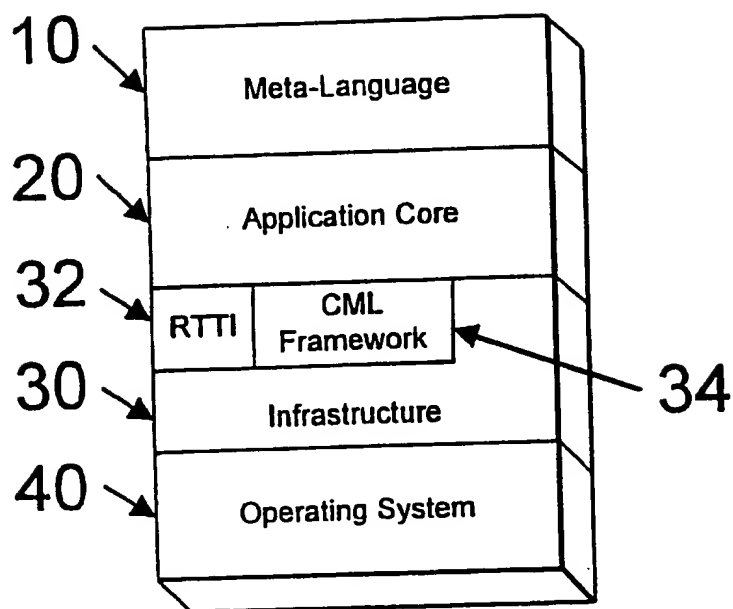 10
Meta-Language
20
Application Core
32
RTTI
CML
Framework
34
30
Infrastructure
40
Operating System